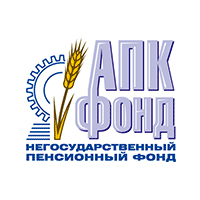 АПК
ФОНД
НЕГОСУДАРСТВЕННЫЙ
ПЕНСИОННЫЙ ФОНД